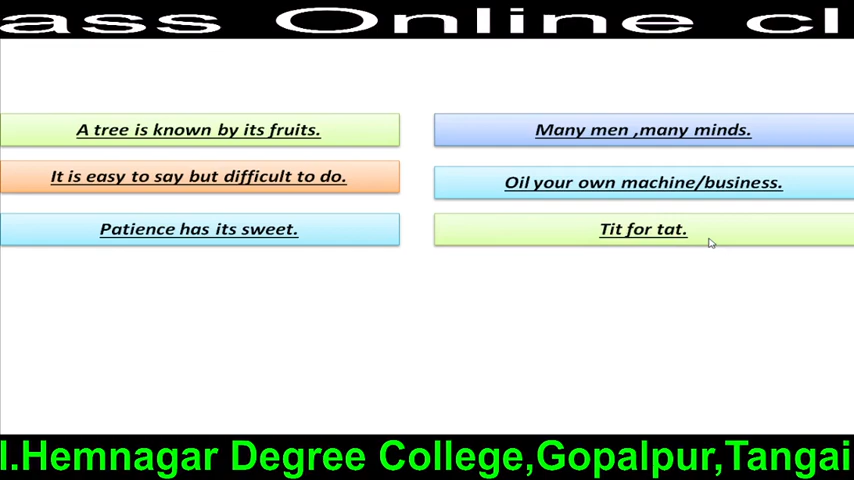 ass Online cl
A tree is known by its fruits.
Many men ,many minds.
It is easy to say but difficult to do.
Oil your own machine/business.
Patience has its sweet.
Tit for tat.
l.Hemnagar Degree College,Gopalpur,Tangai